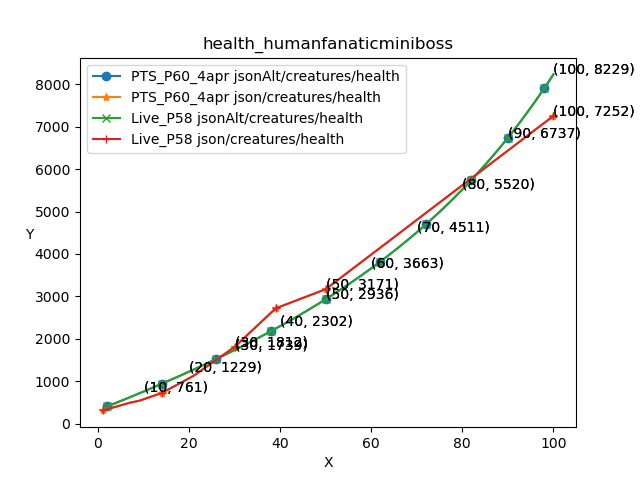 health_humanfanaticminiboss
PTS_P60_4apr jsonAlt/creatures/health
PTS_P60_4apr json/creatures/health
Live_P58 jsonAlt/creatures/health
Live_P58 json/creatures/health
(100, 8229)
(100, 7252)
(90, 6737)
(80, 5520)
(70, 4511)
(60, 3663)
(50, 3171)
(50, 2936)
(40, 2302)
(30, 1812)
(30, 1739)
(20, 1229)
(10, 761)
8000
7000
6000
5000
4000
3000
2000
1000
0
Y
0 20 40 60 80 100
X